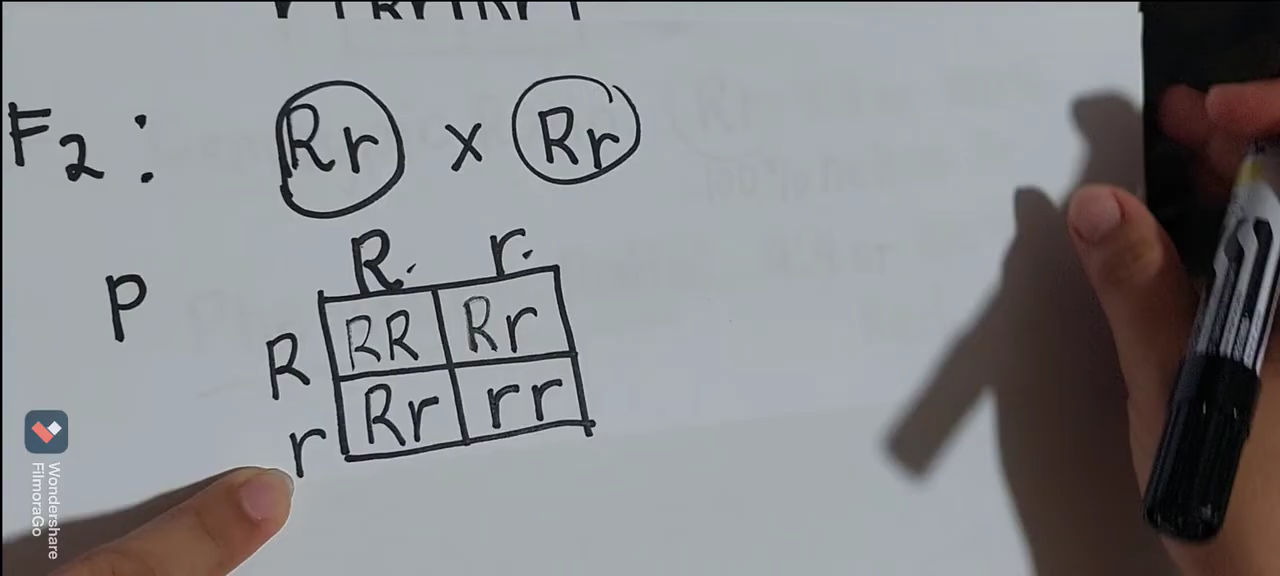 F2: Rr x Rr
R. r.
P
R RR Rr
r Rr rr
Wondershare
FilmoraGo